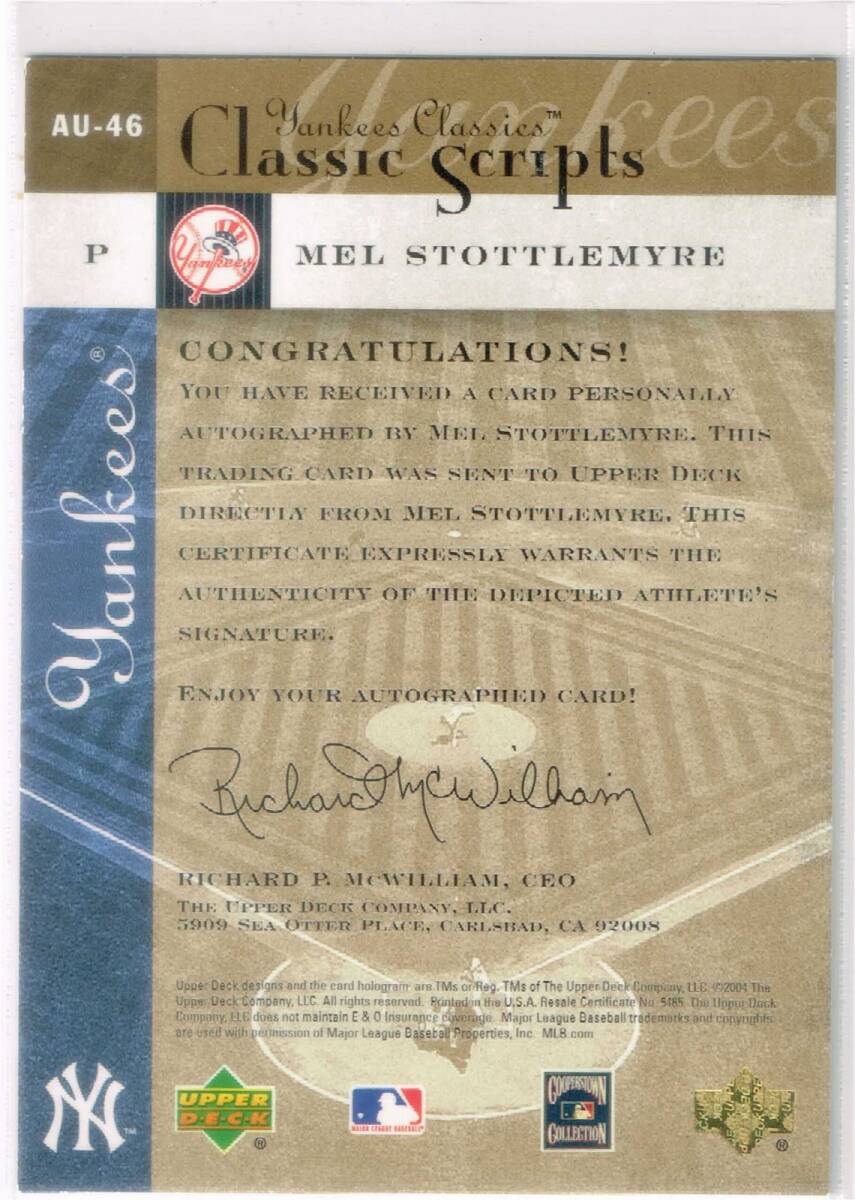 AU-46
Yankees
Yankees Classics™
Classic Scripts
P
Yankees
MEL STOTTLEMYRE
Yankees®
CONGRATULATIONS!
YOU HAVE RECEIVED A CARD PERSONALLY
AUTOGRAPHED BY MEL STOTTLEMYRE. THIS
TRADING CARD WAS SENT TO UPPER DECK
DIRECTLY FROM MEL STOTTLEMYRE. THIS
CERTIFICATE EXPRESSLY WARRANTS THE
AUTHENTICITY OF THE DEPICTED ATHLETE'S
SIGNATURE.
ENJOY YOUR AUTOGRAPHED CARD!
Richard McWilliam
RICHARD P. MCWILLIAM, CEO
THE UPPER DECK COMPANY, LLC.
5909 SEA OTTER PLACE, CARLSBAD, CA 92008
Upper Deck designs and the card hologram are TMs or Reg. TMs of The Upper Deck Company, LLC ©2004 The
Upper Deck Company, LLC. All rights reserved. Printed in the U.S.A. Resale Certificate No. 5485. The Upper Deck
Company, LLC does not maintain E & O Insurance coverage. Major League Baseball trademarks and copyrights
are used with permission of Major League Baseball Properties, Inc. MLB.com
NY™
UPPER
DECK®
MAJOR LEAGUE BASEBALL®
COOPERSTOWN
COLLECTION
®